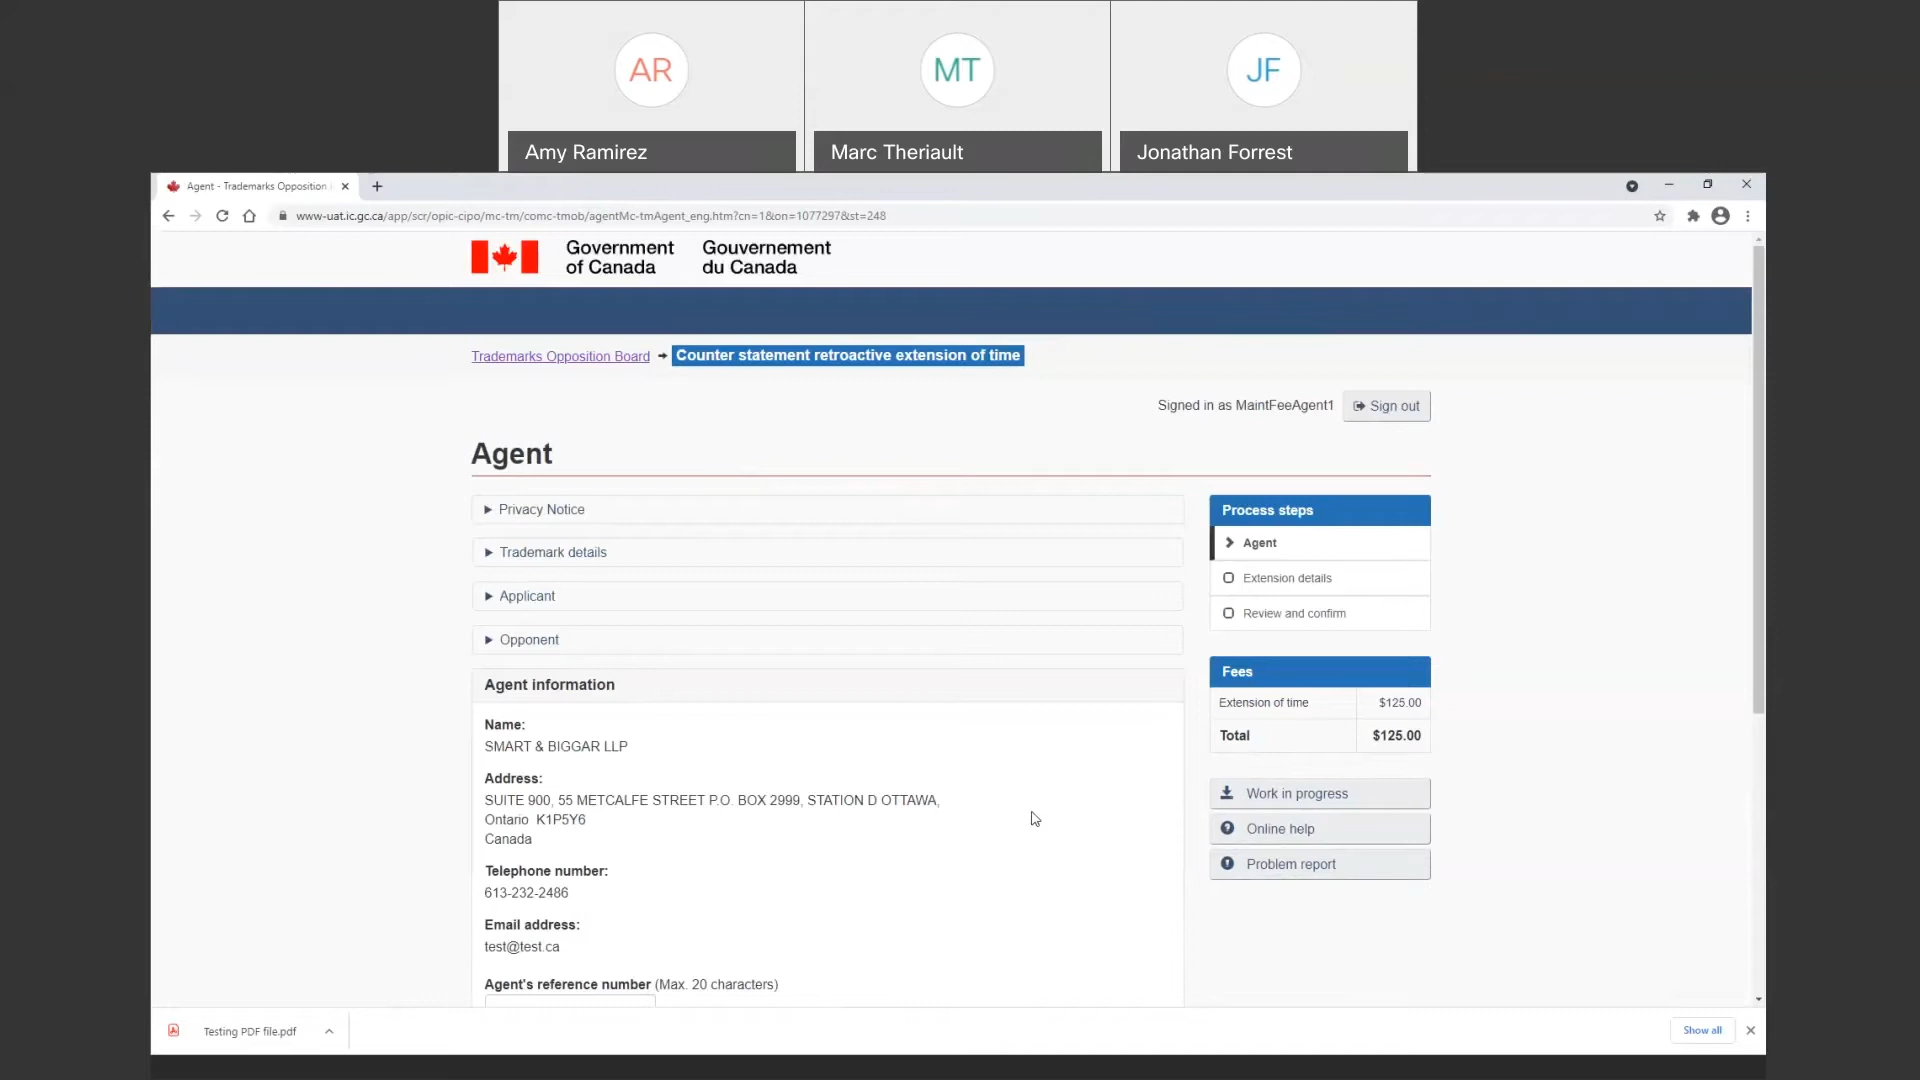 AR
MT
JF
Amy Ramirez
Marc Theriault
Jonathan Forrest
Agent - Trademarks Opposition
www-uat.ic.gc.ca/app/scr/opic-cipo/mc-tm/comc-tmob/agentMc-tmAgent_eng.htm?cn=1&on=1077297&st=248
Government of Canada
Gouvernement du Canada
Trademarks Opposition Board
Counter statement retroactive extension of time
Signed in as MaintFeeAgent1
Sign out
Agent
Privacy Notice
Trademark details
Applicant
Opponent
Agent information
Name:
SMART & BIGGAR LLP
Address:
SUITE 900, 55 METCALFE STREET P.O. BOX 2999, STATION D OTTAWA,
Ontario K1P5Y6
Canada
Telephone number:
613-232-2486
Email address:
test@test.ca
Agent's reference number (Max. 20 characters)
Process steps
Agent
Extension details
Review and confirm
Fees
Extension of time $125.00
Total $125.00
Work in progress
Online help
Problem report
Testing PDF file.pdf
Show all